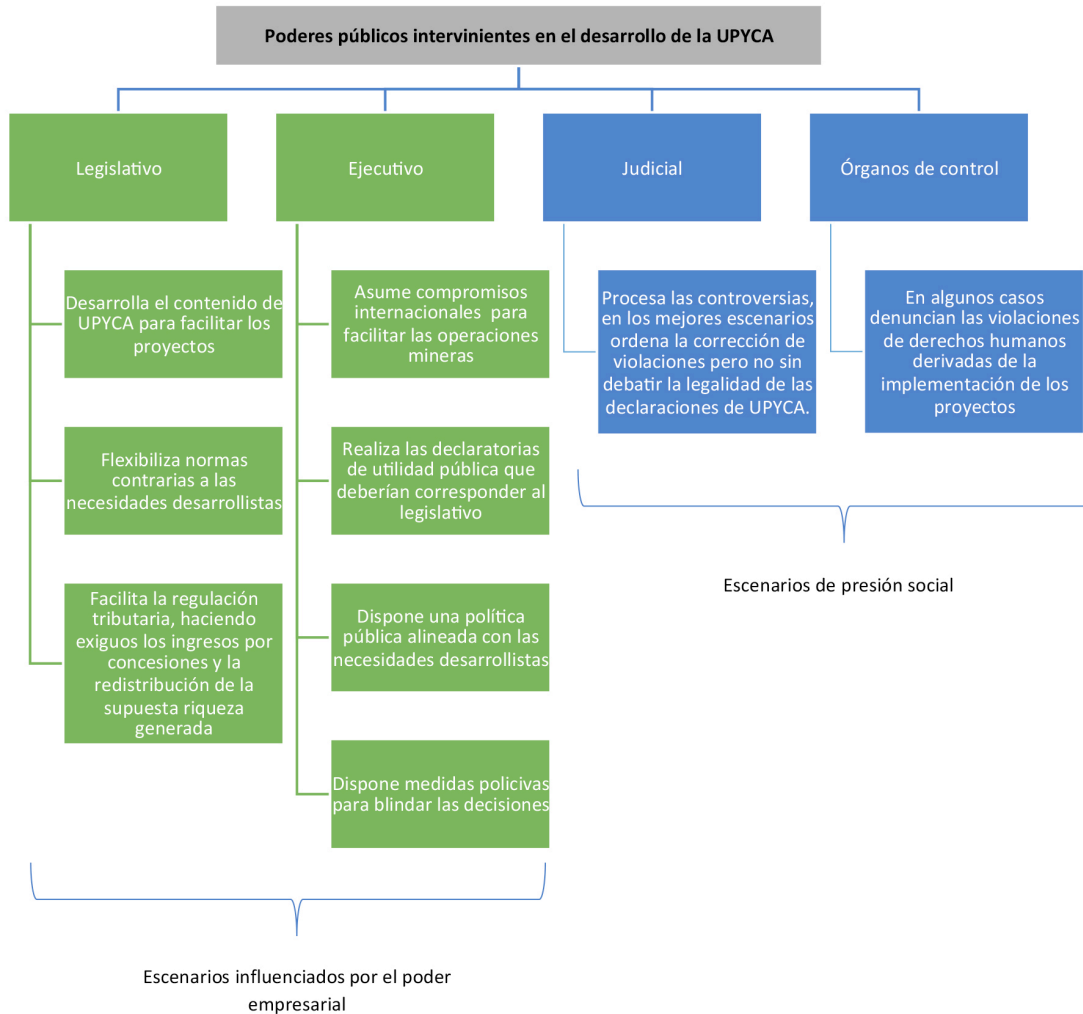 Poderes públicos intervinientes en el desarrollo de la UPYCA
Legislativo
Desarrolla el contenido de
UPYCA para facilitar los
proyectos
Flexibiliza normas
contrarias a las
necesidades desarrollistas
Facilita la regulación
tributaria, haciendo
exiguos los ingresos por
concesiones y la
redistribución de la
supuesta riqueza
generada
Ejecutivo
Asume compromisos
internacionales para
facilitar las operaciones
mineras
Realiza las declaratorias
de utilidad pública que
deberían corresponder al
legislativo
Dispone una política
pública alineada con las
necesidades desarrollistas
Dispone medidas policivas
para blindar las decisiones
Escenarios influenciados por el poder
empresarial
Judicial
Procesa las controversias,
en los mejores escenarios
ordena la corrección de
violaciones pero no sin
debatir la legalidad de las
declaraciones de UPYCA.
Órganos de control
En algunos casos
denuncian las violaciones
de derechos humanos
derivadas de la
implementación de los
proyectos
Escenarios de presión social